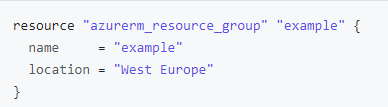 resource "azurerm_resource_group" "example" {
  name     = "example"
  location = "West Europe"
}